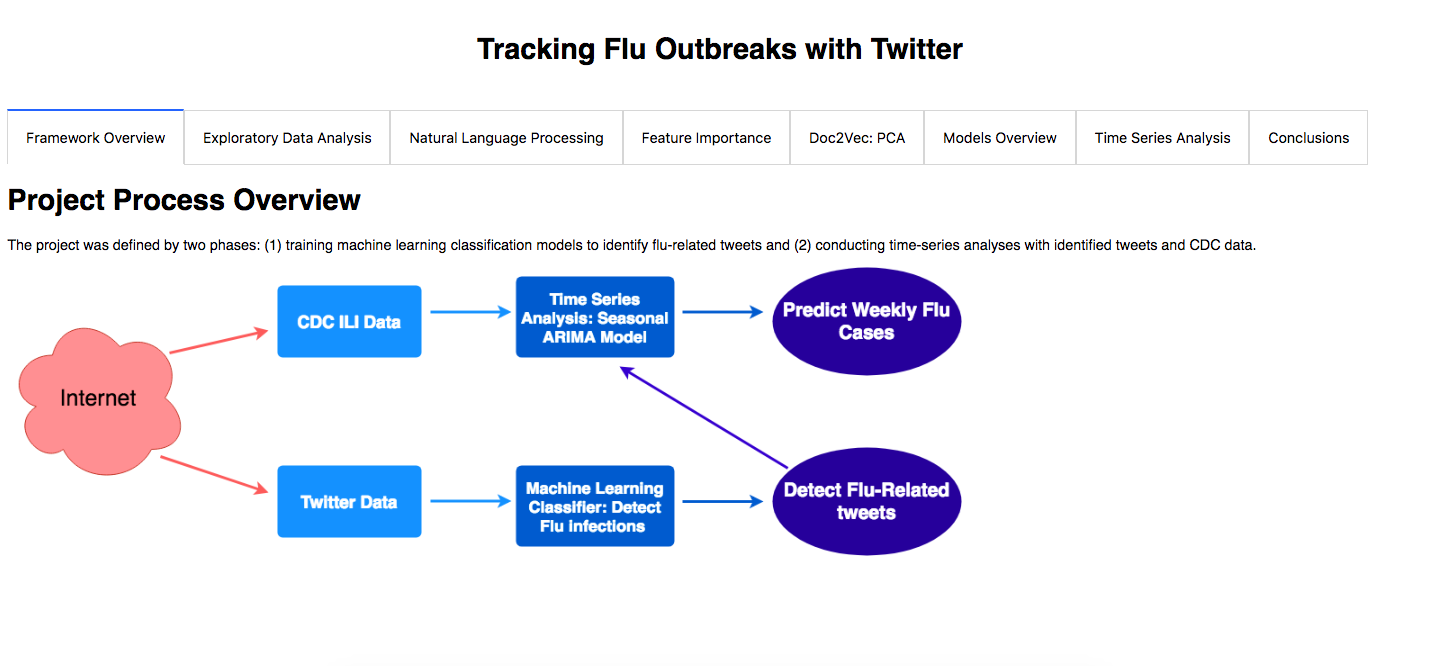 Tracking Flu Outbreaks with Twitter
Framework Overview
Exploratory Data Analysis
Natural Language Processing
Feature Importance
Doc2Vec: PCA
Models Overview
Time Series Analysis
Conclusions
Project Process Overview
The project was defined by two phases: (1) training machine learning classification models to identify flu-related tweets and (2) conducting time-series analyses with identified tweets and CDC data.
Internet
CDC ILI Data
Time Series
Analysis: Seasonal
ARIMA Model
Predict Weekly Flu
Cases
Twitter Data
Machine Learning
Classifier: Detect
Flu infections
Detect Flu-Related
tweets